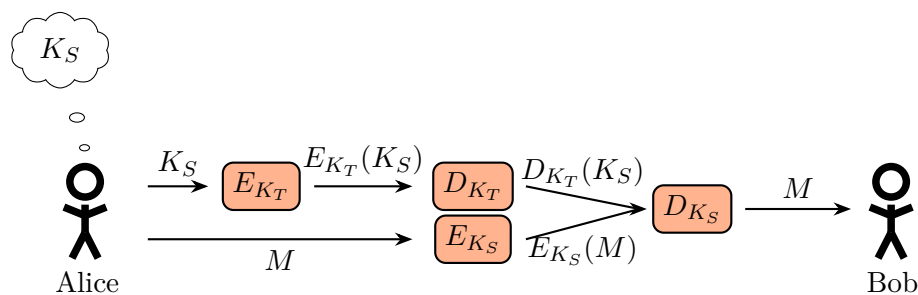 K_S
K_S E_{K_T} E_{K_T}(K_S) D_{K_T} D_{K_T}(K_S) D_{K_S} M
M E_{K_S} E_{K_S}(M)
Alice Bob